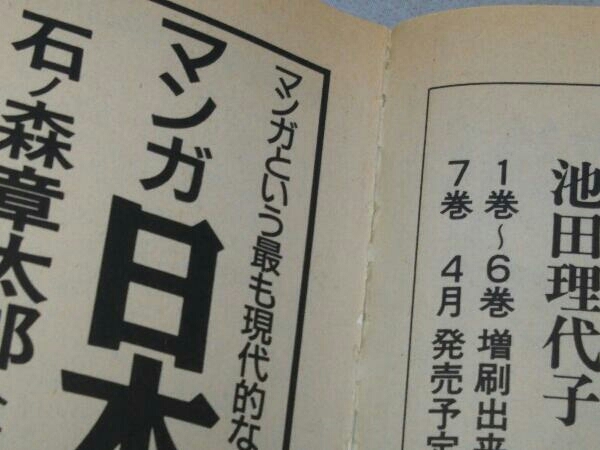 池田理代子
1巻～6巻 増刷出来
7巻 4月 発売予定
マンガという最も現代的な
マンガ 日本
石ノ森章太郎